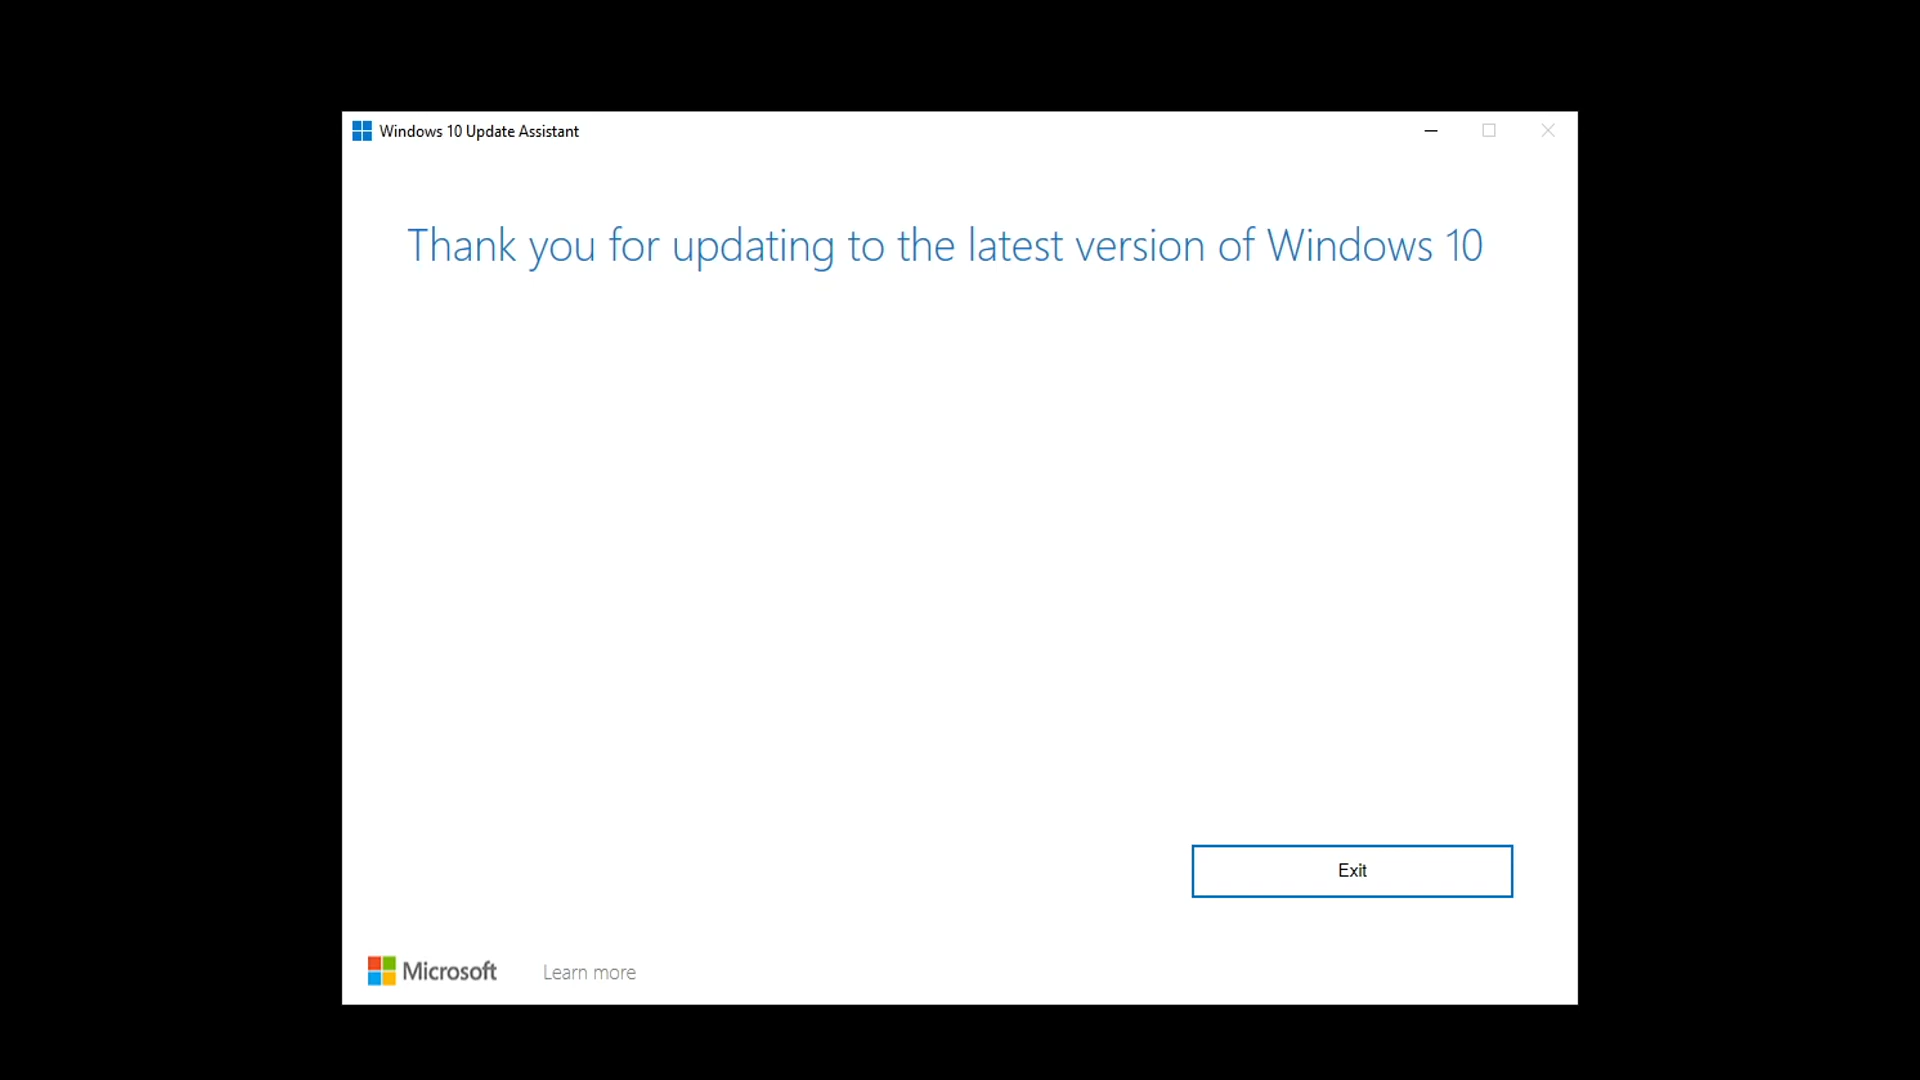 Windows 10 Update Assistant
Thank you for updating to the latest version of Windows 10
Exit
Microsoft
Learn more